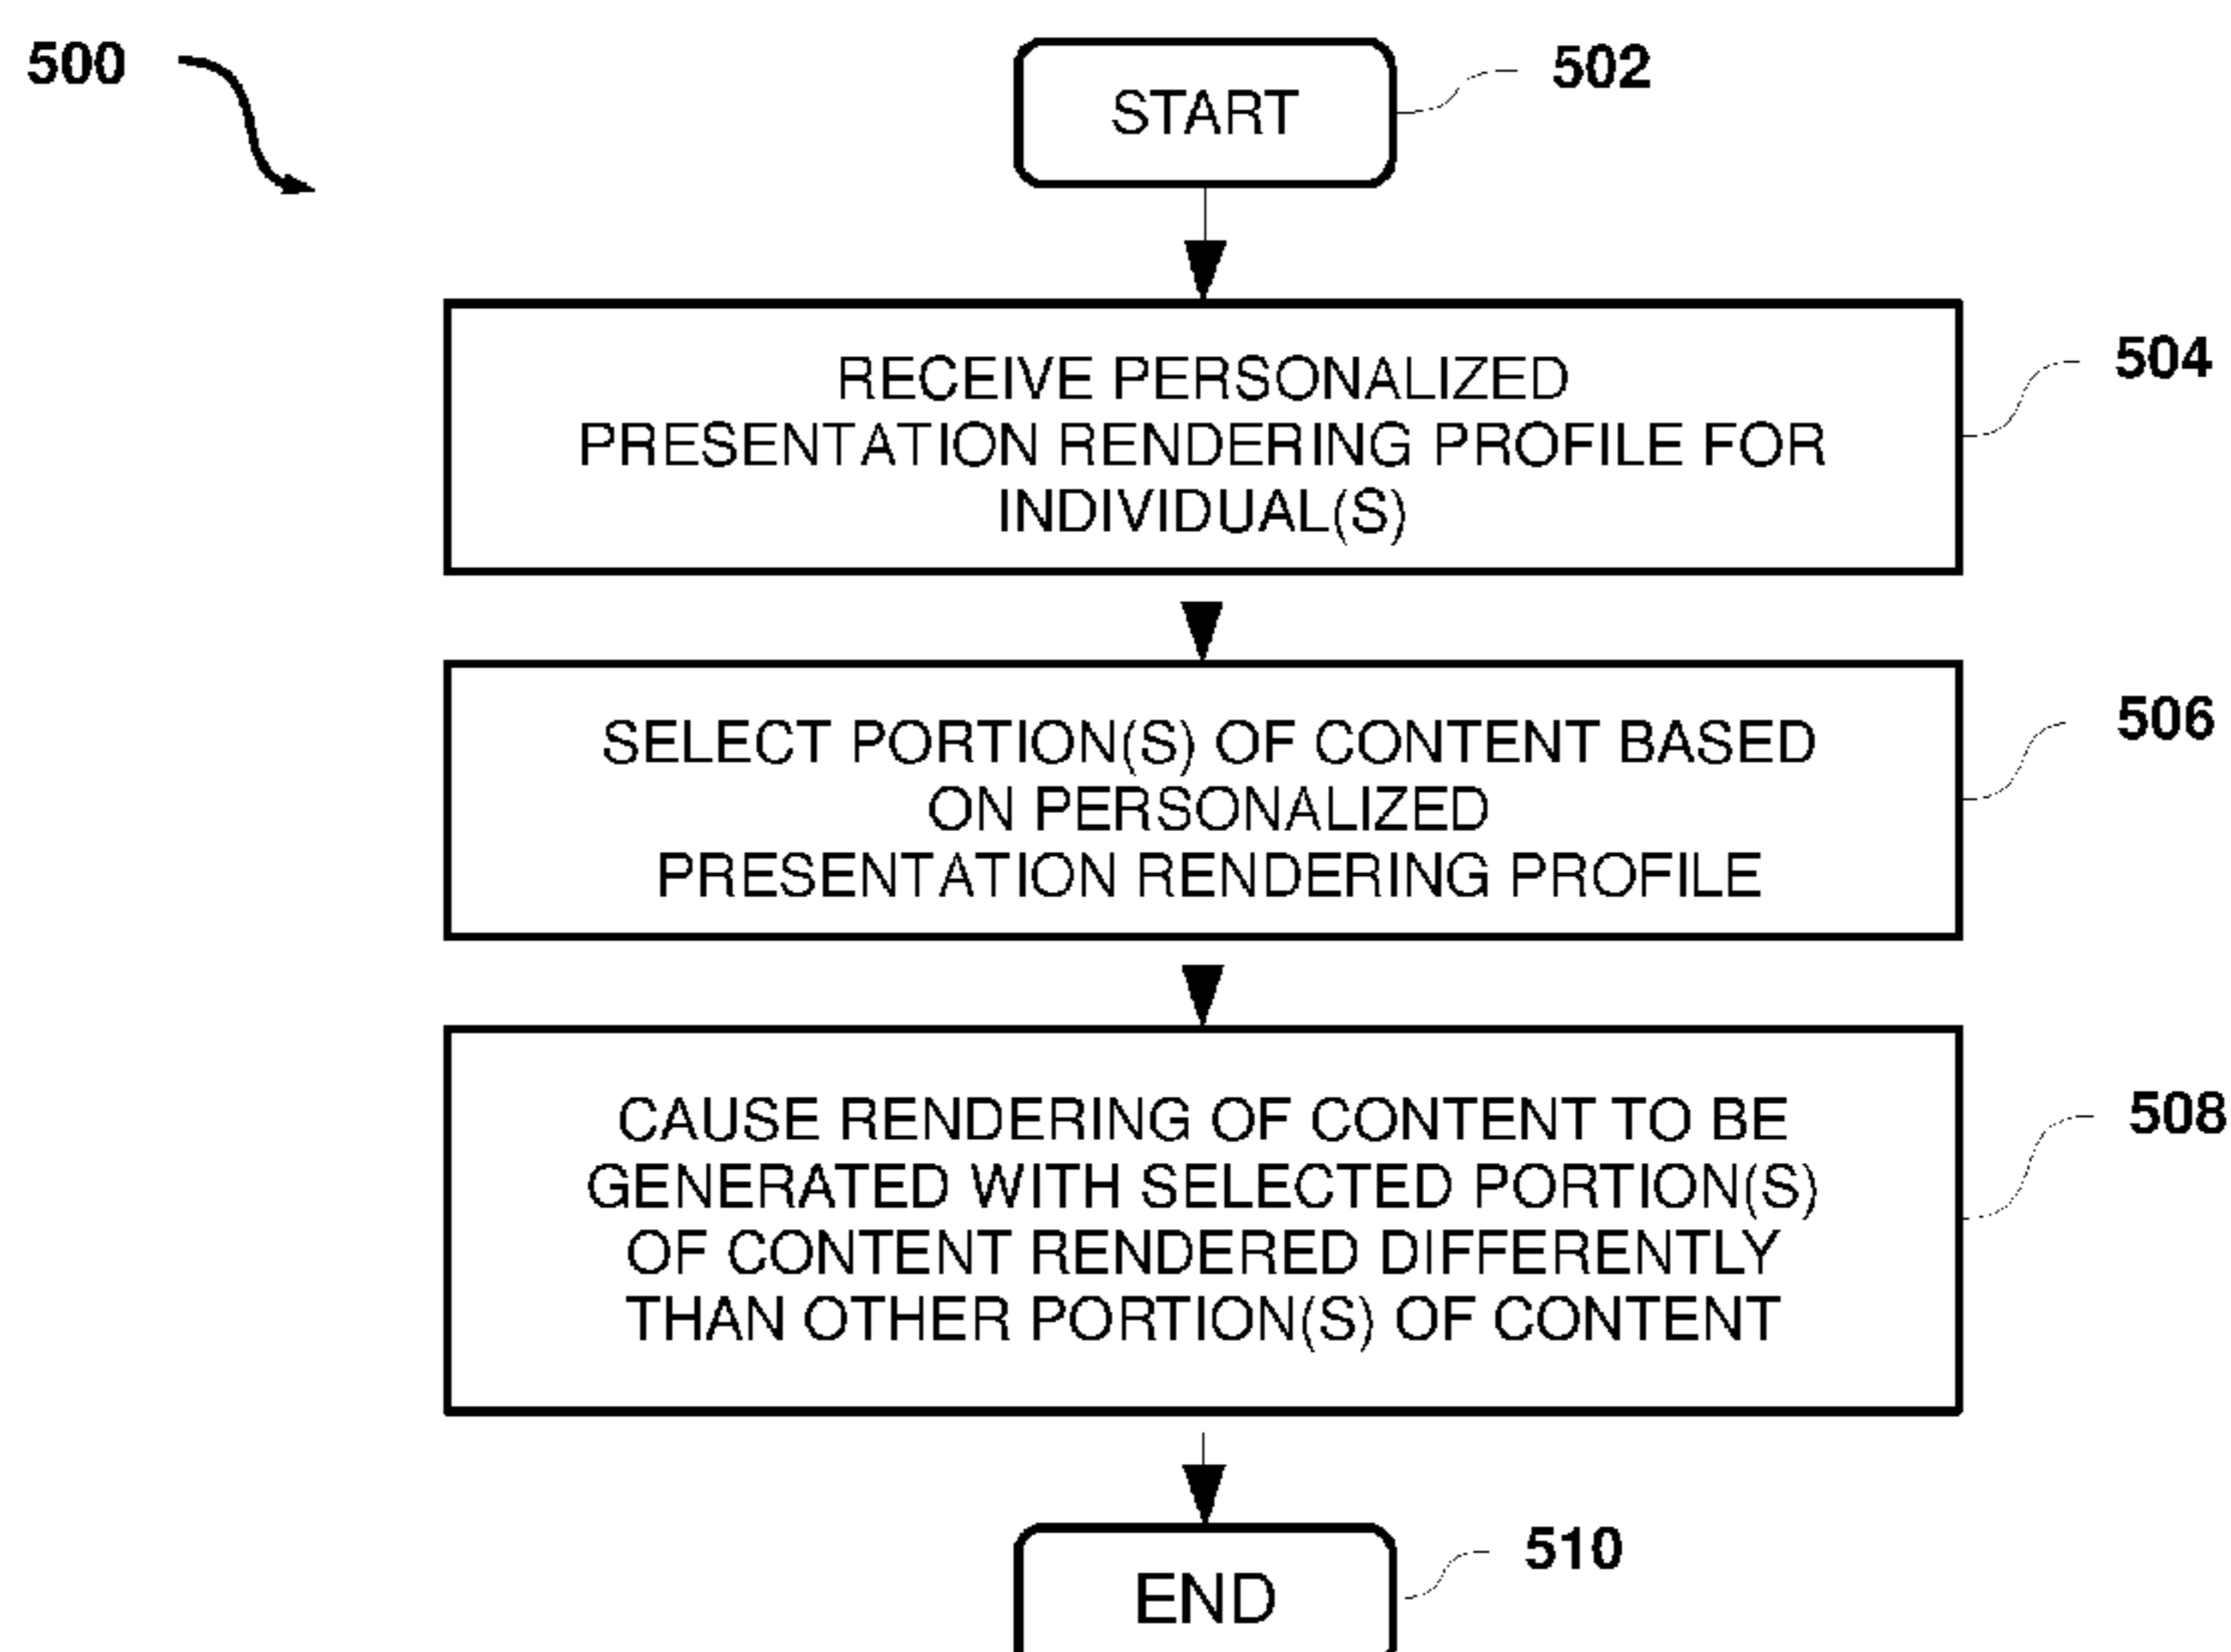 500
START
502
RECEIVE PERSONALIZED
PRESENTATION RENDERING PROFILE FOR
INDIVIDUAL(S)
504
SELECT PORTION(S) OF CONTENT BASED
ON PERSONALIZED
PRESENTATION RENDERING PROFILE
506
CAUSE RENDERING OF CONTENT TO BE
GENERATED WITH SELECTED PORTION(S)
OF CONTENT RENDERED DIFFERENTLY
THAN OTHER PORTION(S) OF CONTENT
508
END
510